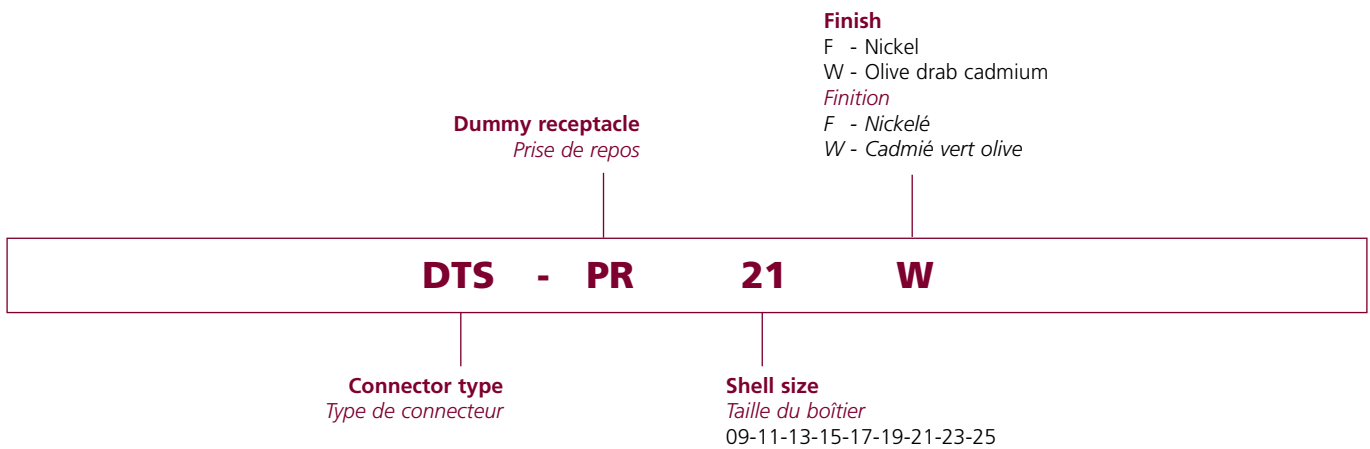 Finish
F - Nickel
W - Olive drab cadmium
Finition
F - Nickelé
W - Cadmié vert olive
Dummy receptacle
Prise de repos
DTS - PR 21 W
Connector type
Type de connecteur
Shell size
Taille du boîtier
09-11-13-15-17-19-21-23-25